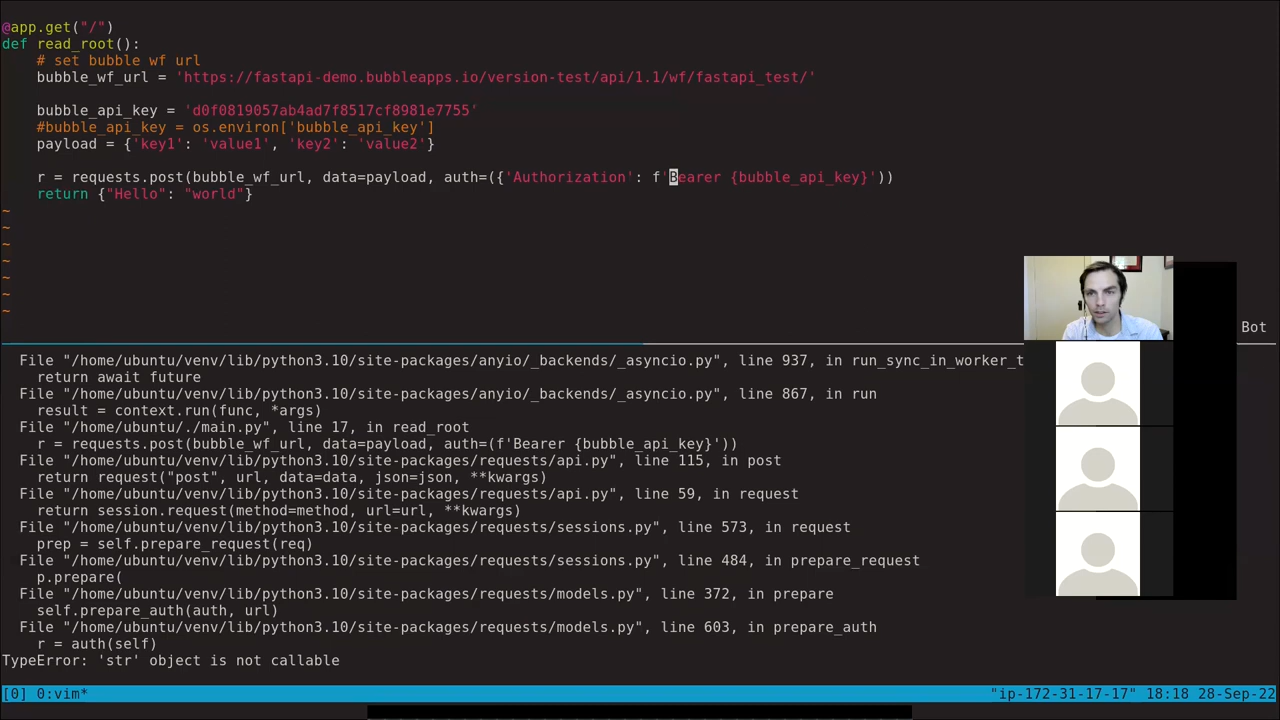 @app.get("/")
def read_root():
    # set bubble wf url
    bubble_wf_url = 'https://fastapi-demo.bubbleapps.io/version-test/api/1.1/wf/fastapi_test/'
    bubble_api_key = 'd0f0819057ab4ad7f8517cf8981e7755'
    #bubble_api_key = os.environ['bubble_api_key']
    payload = {'key1': 'value1', 'key2': 'value2'}
    r = requests.post(bubble_wf_url, data=payload, auth=({'Authorization': f'Bearer {bubble_api_key}'))
    return {"Hello": "world"}
~
~
~
~
~
~
~
Bot
  File "/home/ubuntu/venv/lib/python3.10/site-packages/anyio/_backends/_asyncio.py", line 937, in run_sync_in_worker_t
    return await future
  File "/home/ubuntu/venv/lib/python3.10/site-packages/anyio/_backends/_asyncio.py", line 867, in run
    result = context.run(func, *args)
  File "/home/ubuntu/./main.py", line 17, in read_root
    r = requests.post(bubble_wf_url, data=payload, auth=(f'Bearer {bubble_api_key}'))
  File "/home/ubuntu/venv/lib/python3.10/site-packages/requests/api.py", line 115, in post
    return request("post", url, data=data, json=json, **kwargs)
  File "/home/ubuntu/venv/lib/python3.10/site-packages/requests/api.py", line 59, in request
    return session.request(method=method, url=url, **kwargs)
  File "/home/ubuntu/venv/lib/python3.10/site-packages/requests/sessions.py", line 573, in request
    prep = self.prepare_request(req)
  File "/home/ubuntu/venv/lib/python3.10/site-packages/requests/sessions.py", line 484, in prepare_request
    p.prepare(
  File "/home/ubuntu/venv/lib/python3.10/site-packages/requests/models.py", line 372, in prepare
    self.prepare_auth(auth, url)
  File "/home/ubuntu/venv/lib/python3.10/site-packages/requests/models.py", line 603, in prepare_auth
    r = auth(self)
TypeError: 'str' object is not callable
[0] 0:vim* "ip-172-31-17-17" 18:18 28-Sep-22